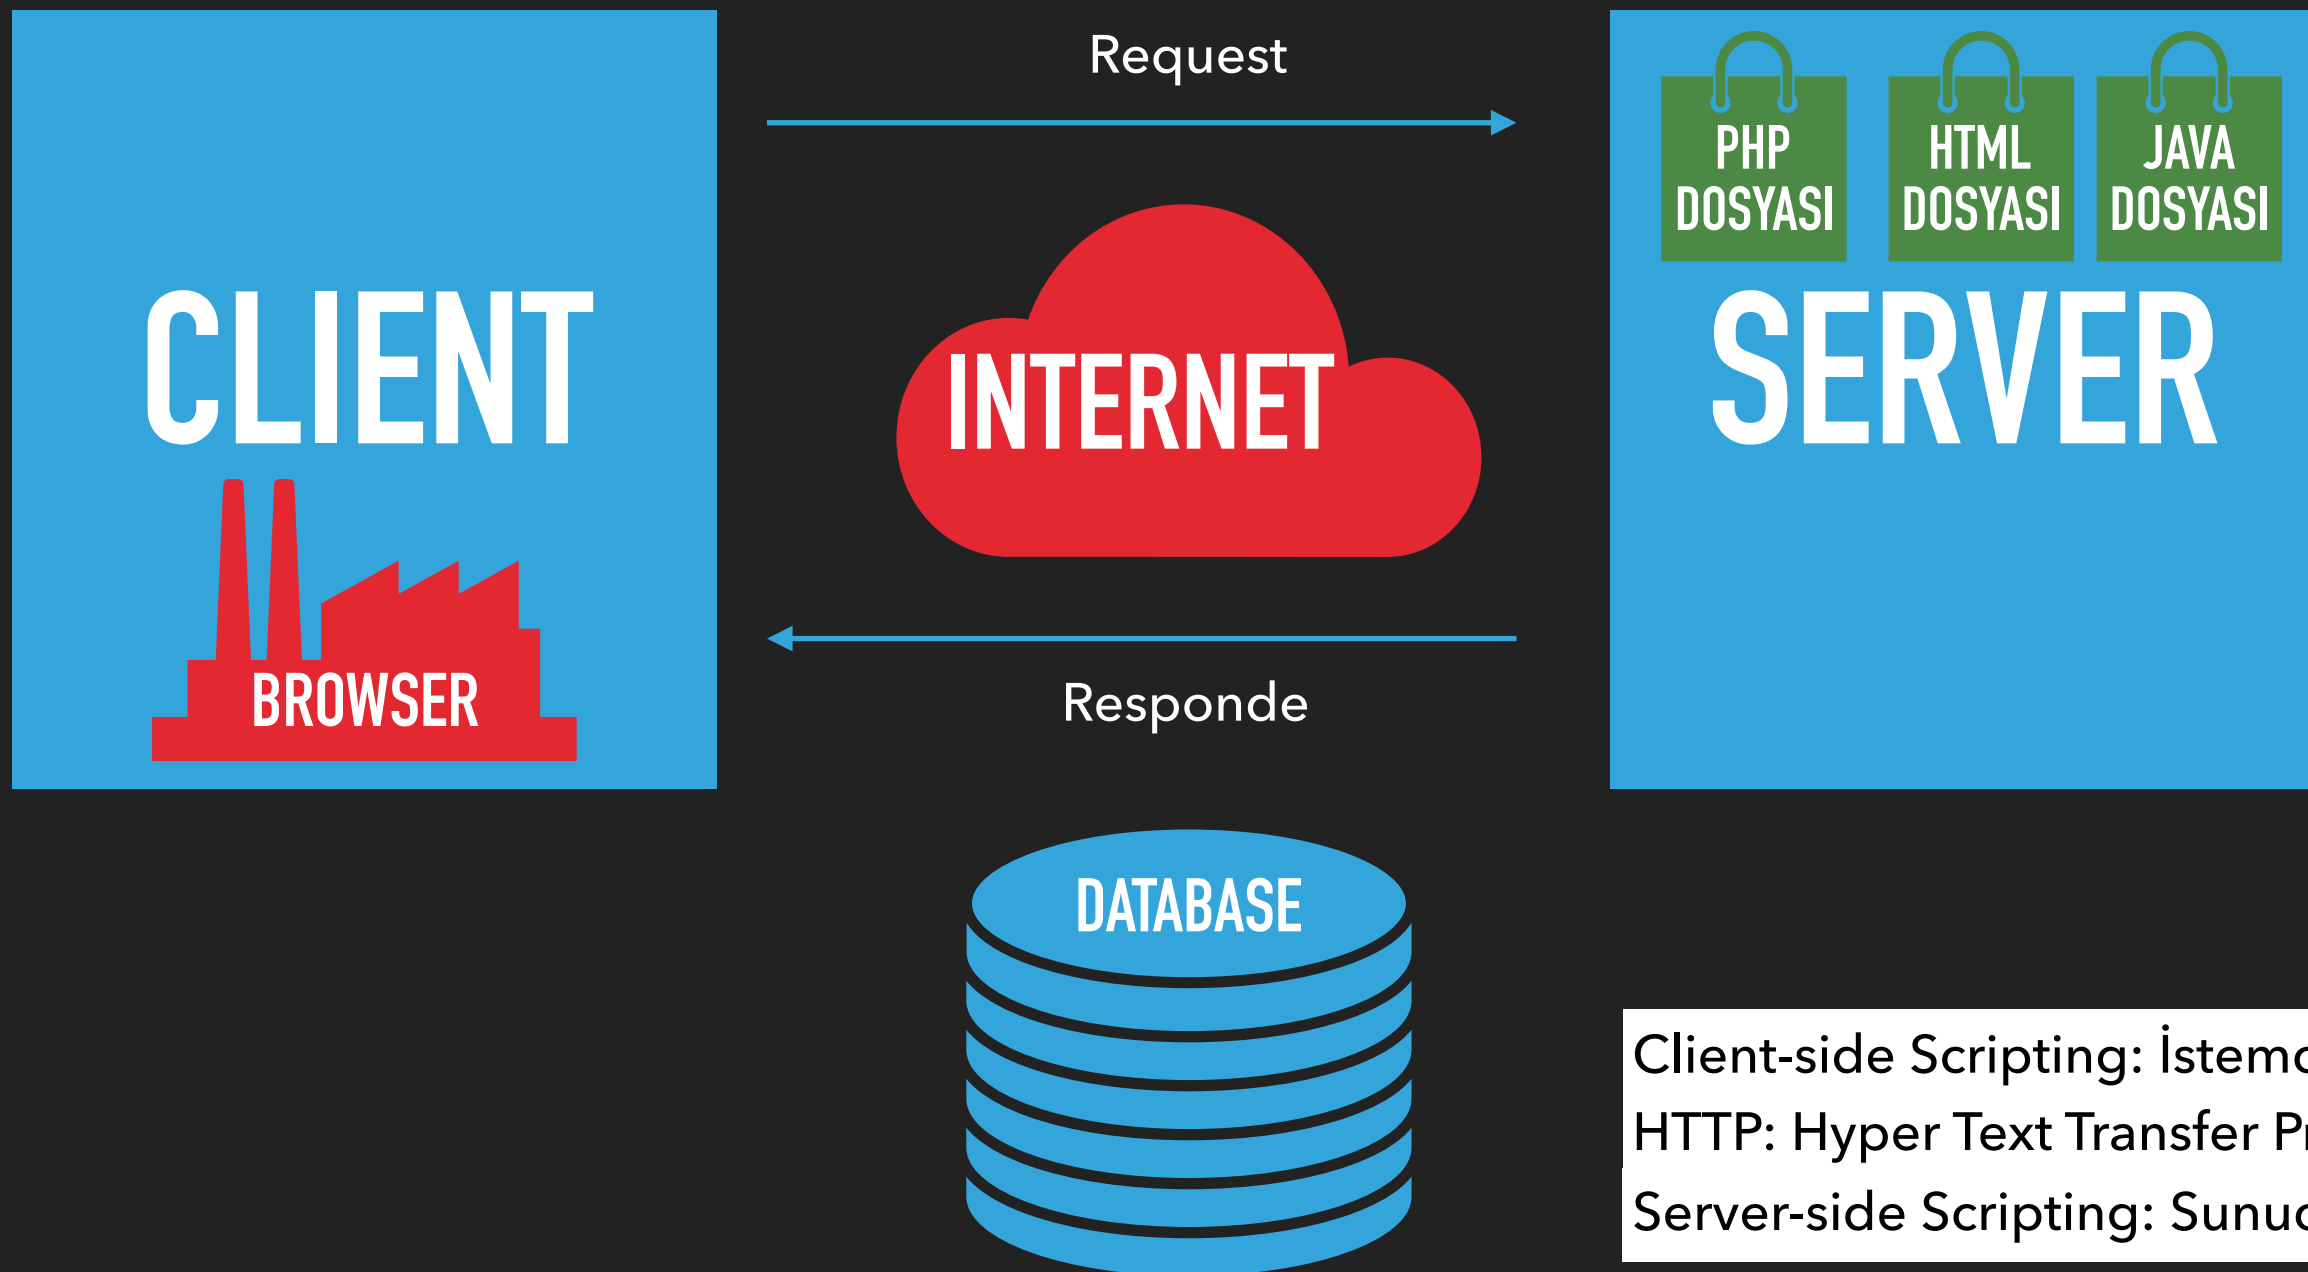 Request
PHP
DOSYASI
HTML
DOSYASI
JAVA
DOSYASI
CLIENT
INTERNET
SERVER
BROWSER
Responde
DATABASE
Client-side Scripting:
HTTP: Hyper Text Transfer
Server-side Scripting: